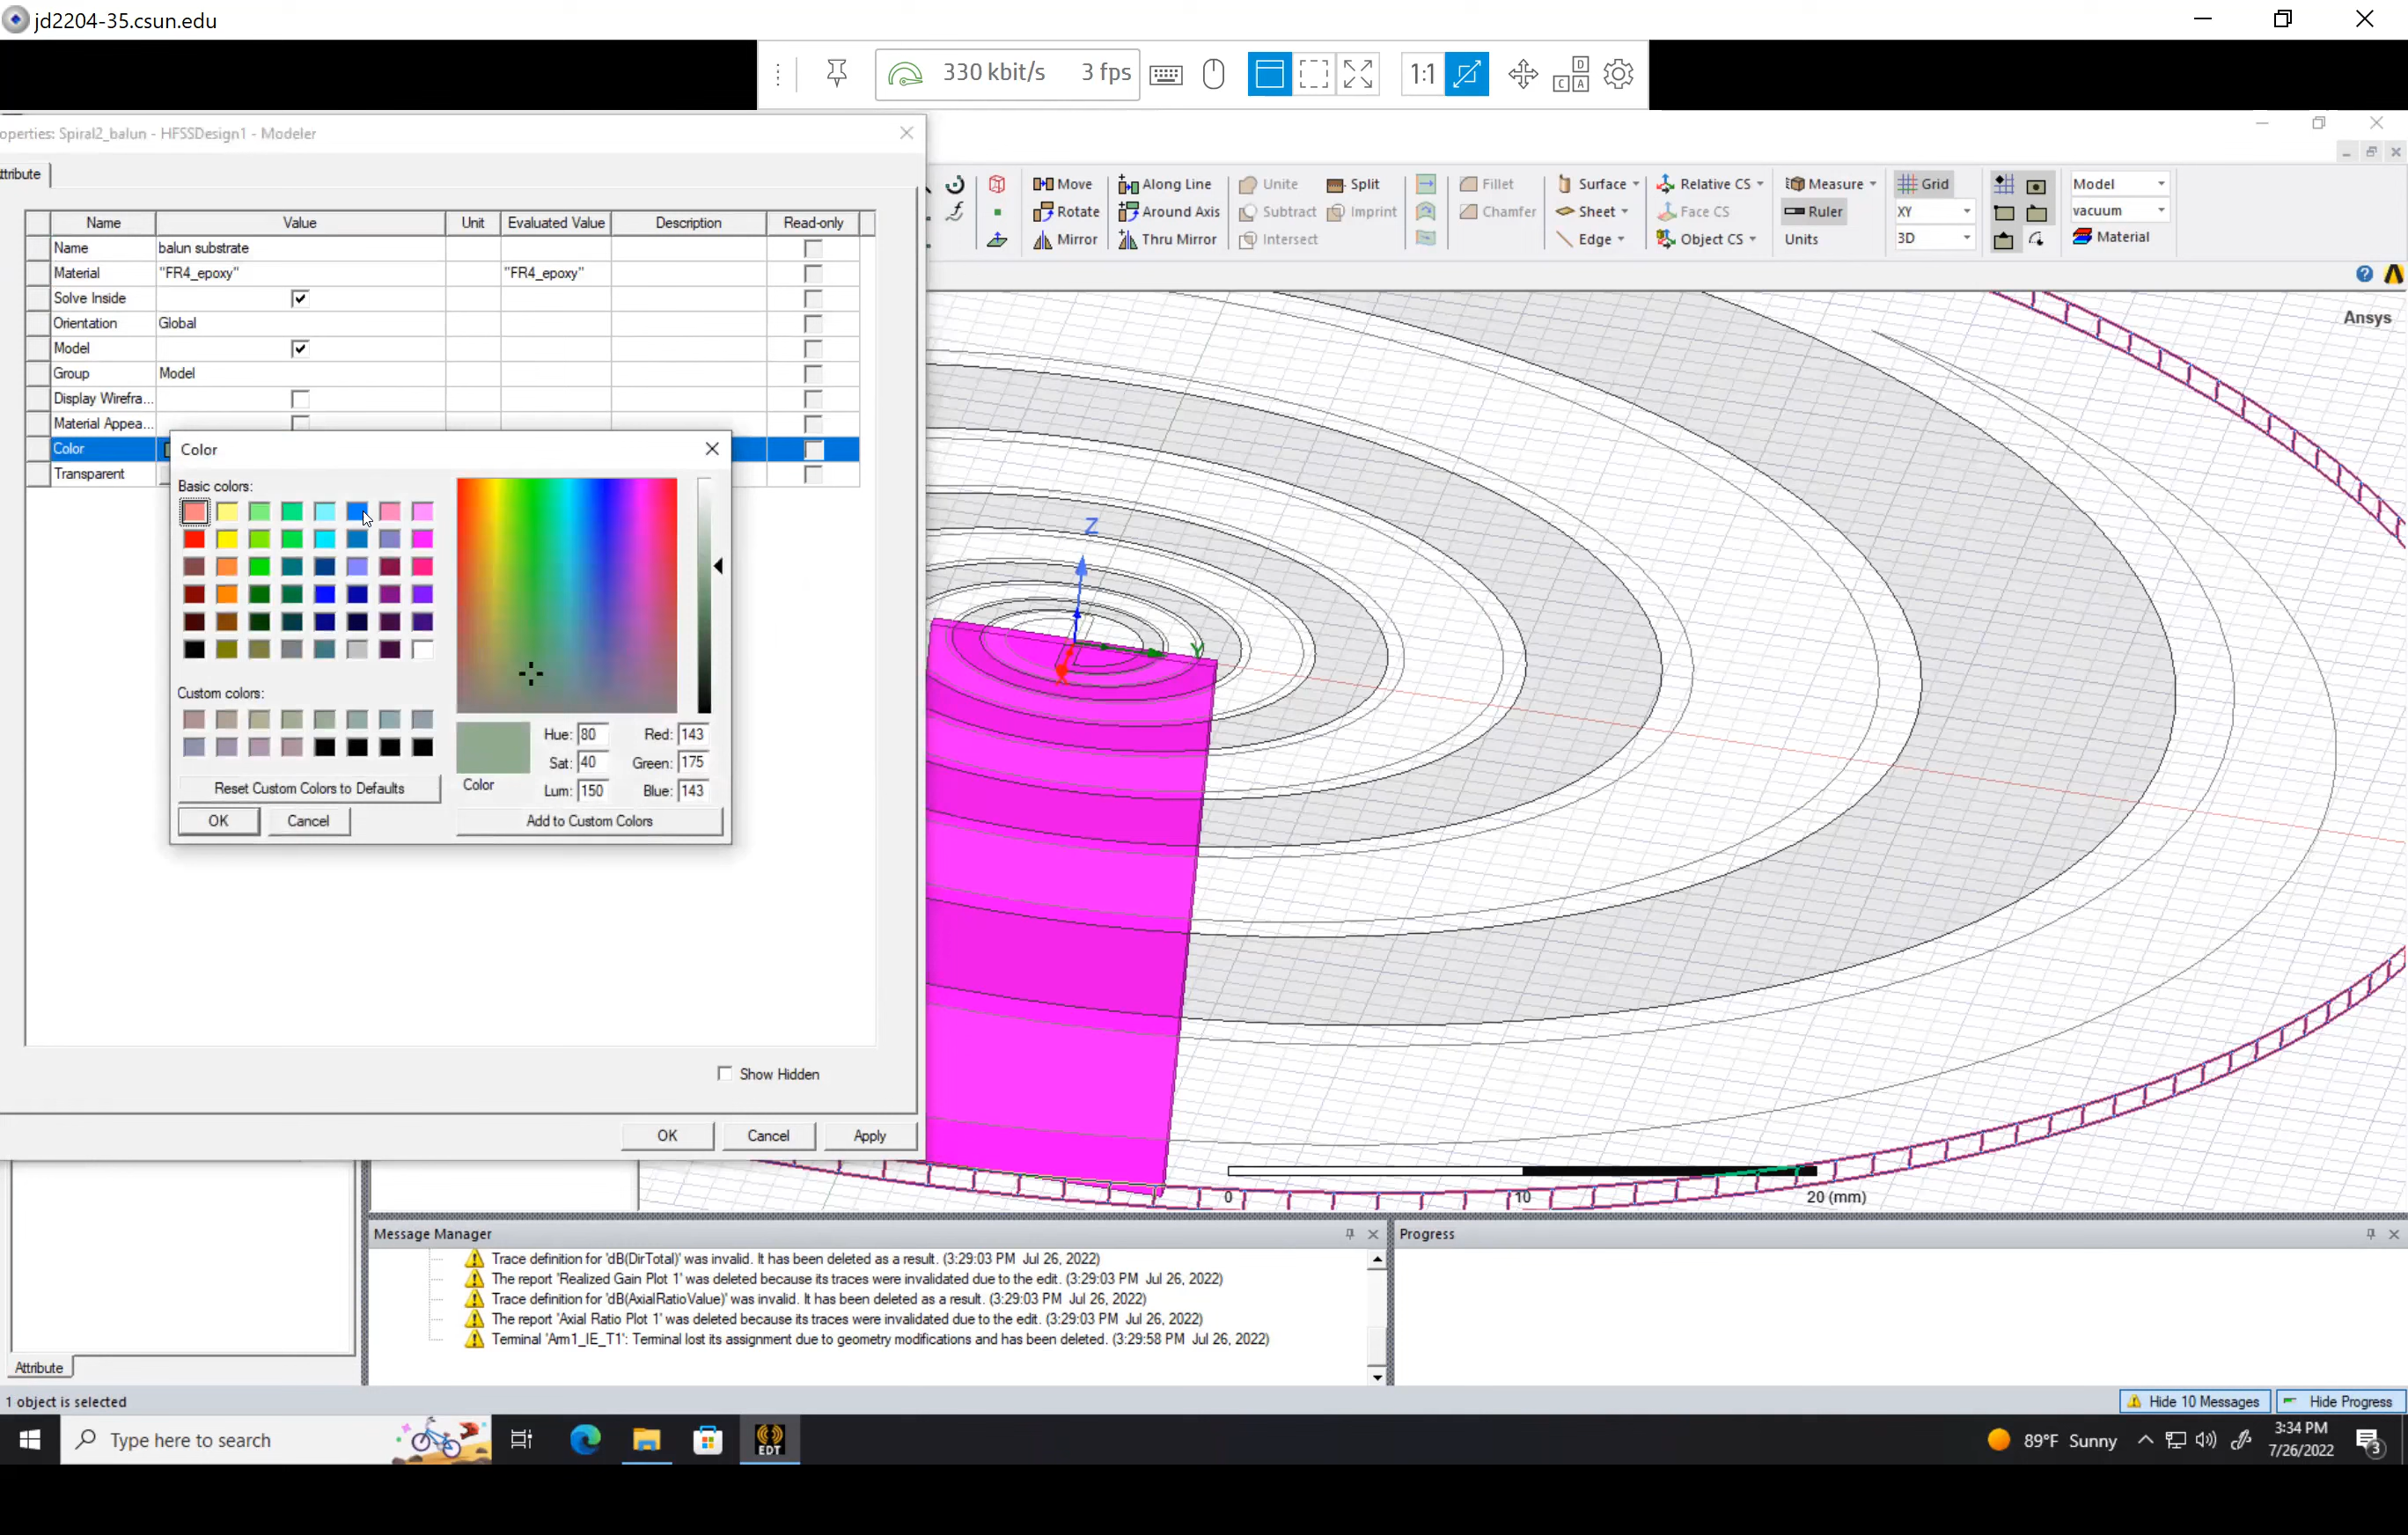 jd2204-35.csun.edu
330 kbit/s 3 fps 1:1 D C A
operties: Spiral2_balun - HFSSDesign1 - Modeler
ttribute
Name Value Unit Evaluated Value Description Read-only
Name balun substrate
Material "FR4_epoxy" "FR4_epoxy"
Solve Inside
Orientation Global
Model
Group Model
Display Wirefra...
Material Appea...
Color
Transparent
Color
Basic colors:
Custom colors:
Hue: 80 Red: 143
Sat: 40 Green: 175
Lum: 150 Blue: 143
Color
Reset Custom Colors to Defaults
OK Cancel Add to Custom Colors
Show Hidden
OK Cancel Apply
Move Along Line Unite Split Fillet Surface Relative CS Measure Grid Model
Rotate Around Axis Subtract Imprint Chamfer Sheet Face CS Ruler XY vacuum
Mirror Thru Mirror Intersect Edge Object CS Units 3D Material
Ansys
Z
Y
X
0 10 20 (mm)
Message Manager Progress
Trace definition for 'dB(DirTotal)' was invalid. It has been deleted as a result. (3:29:03 PM Jul 26, 2022)
The report 'Realized Gain Plot 1' was deleted because its traces were invalidated due to the edit. (3:29:03 PM Jul 26, 2022)
Trace definition for 'dB(AxialRatioValue)' was invalid. It has been deleted as a result. (3:29:03 PM Jul 26, 2022)
The report 'Axial Ratio Plot 1' was deleted because its traces were invalidated due to the edit. (3:29:03 PM Jul 26, 2022)
Terminal 'Arm1_IE_T1': Terminal lost its assignment due to geometry modifications and has been deleted. (3:29:58 PM Jul 26, 2022)
Attribute
1 object is selected Hide 10 Messages Hide Progress
Type here to search EDT 89°F Sunny 3:34 PM
7/26/2022 3